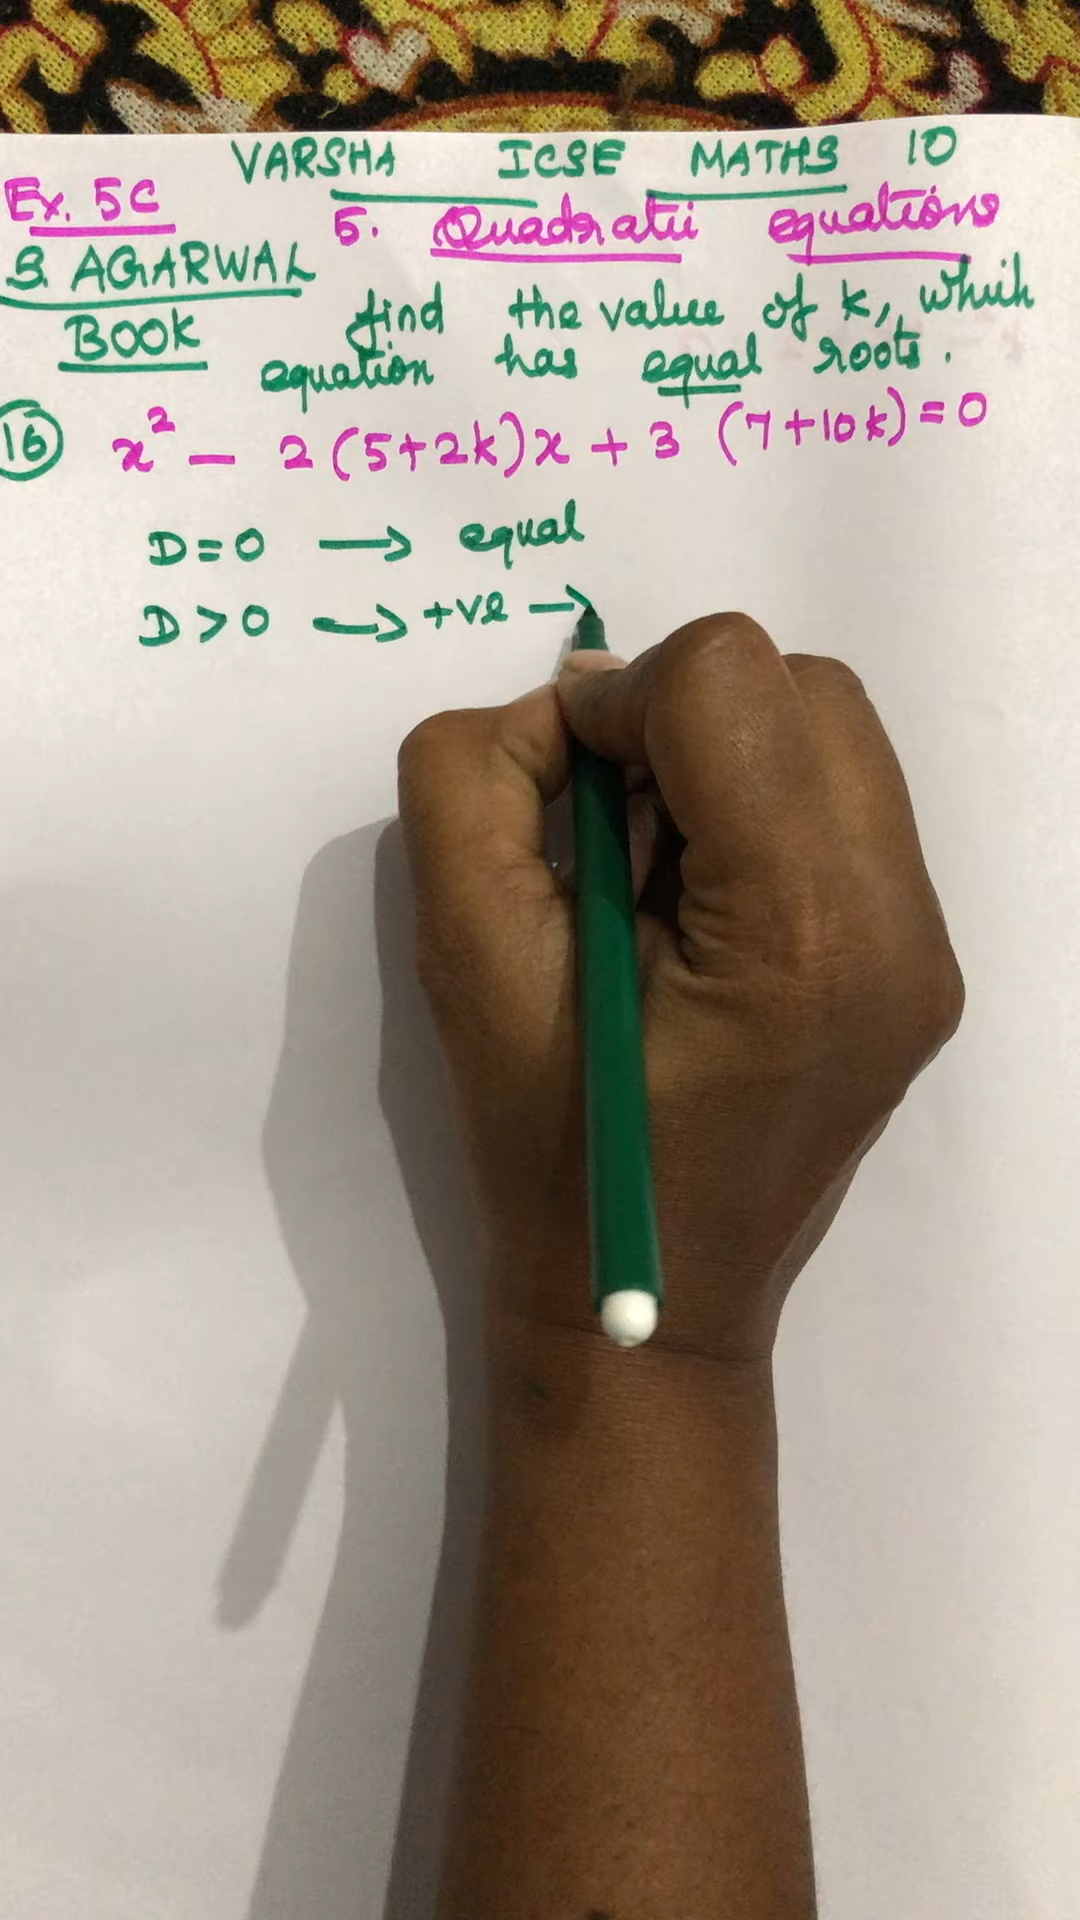 VARSHA ICSE MATHS 10
Ex. 5C
5. Quadratic equations
S. AGARWAL
BOOK
find the value of k, which
equation has equal roots.
16 x² - 2(5+2k)x + 3 (7+10k)=0
D=0 → equal
D>0 → +ve →